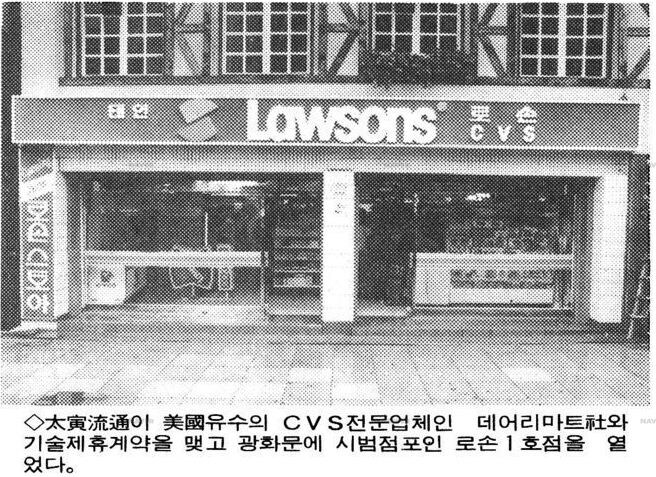 태인 Lawsons® 로손
CVS
◇太寅流通이 美國유수의 CVS전문업체인 데어리마트社와
기술제휴계약을 맺고 광화문에 시범점포인 로손 1호점을 열
었다。
NAV